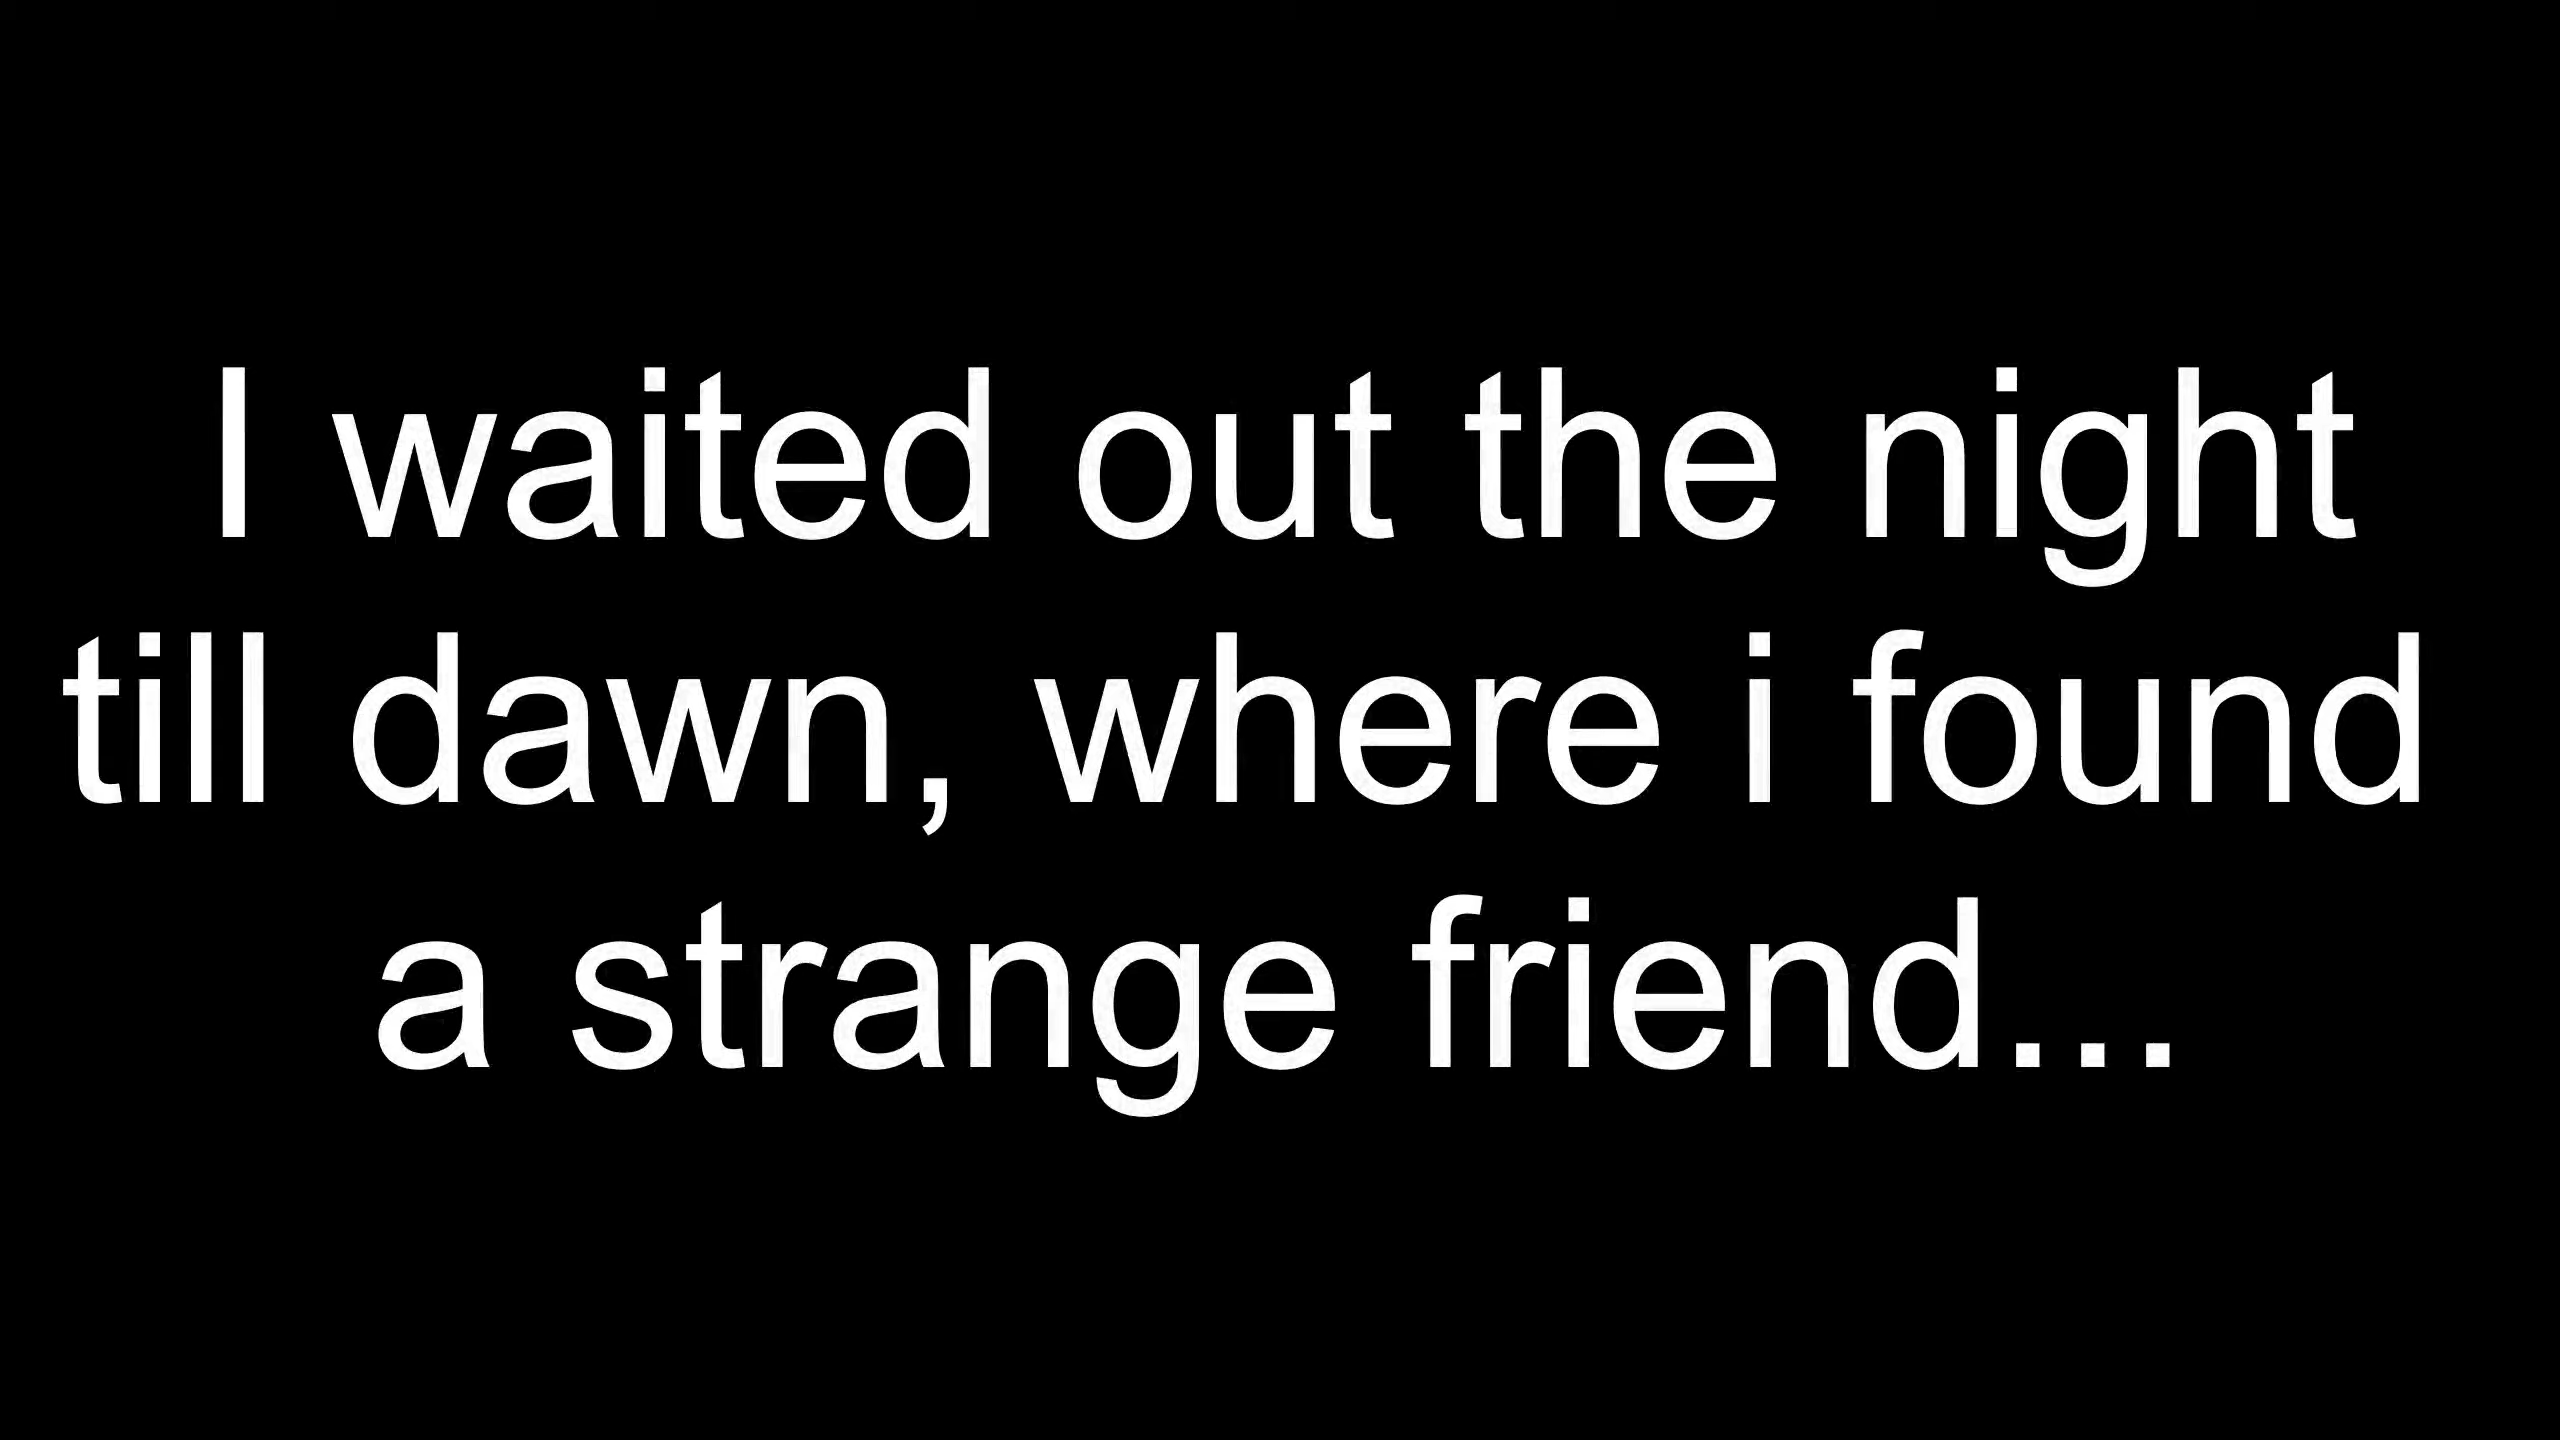 I waited out the night
till dawn, where i found
a strange friend...